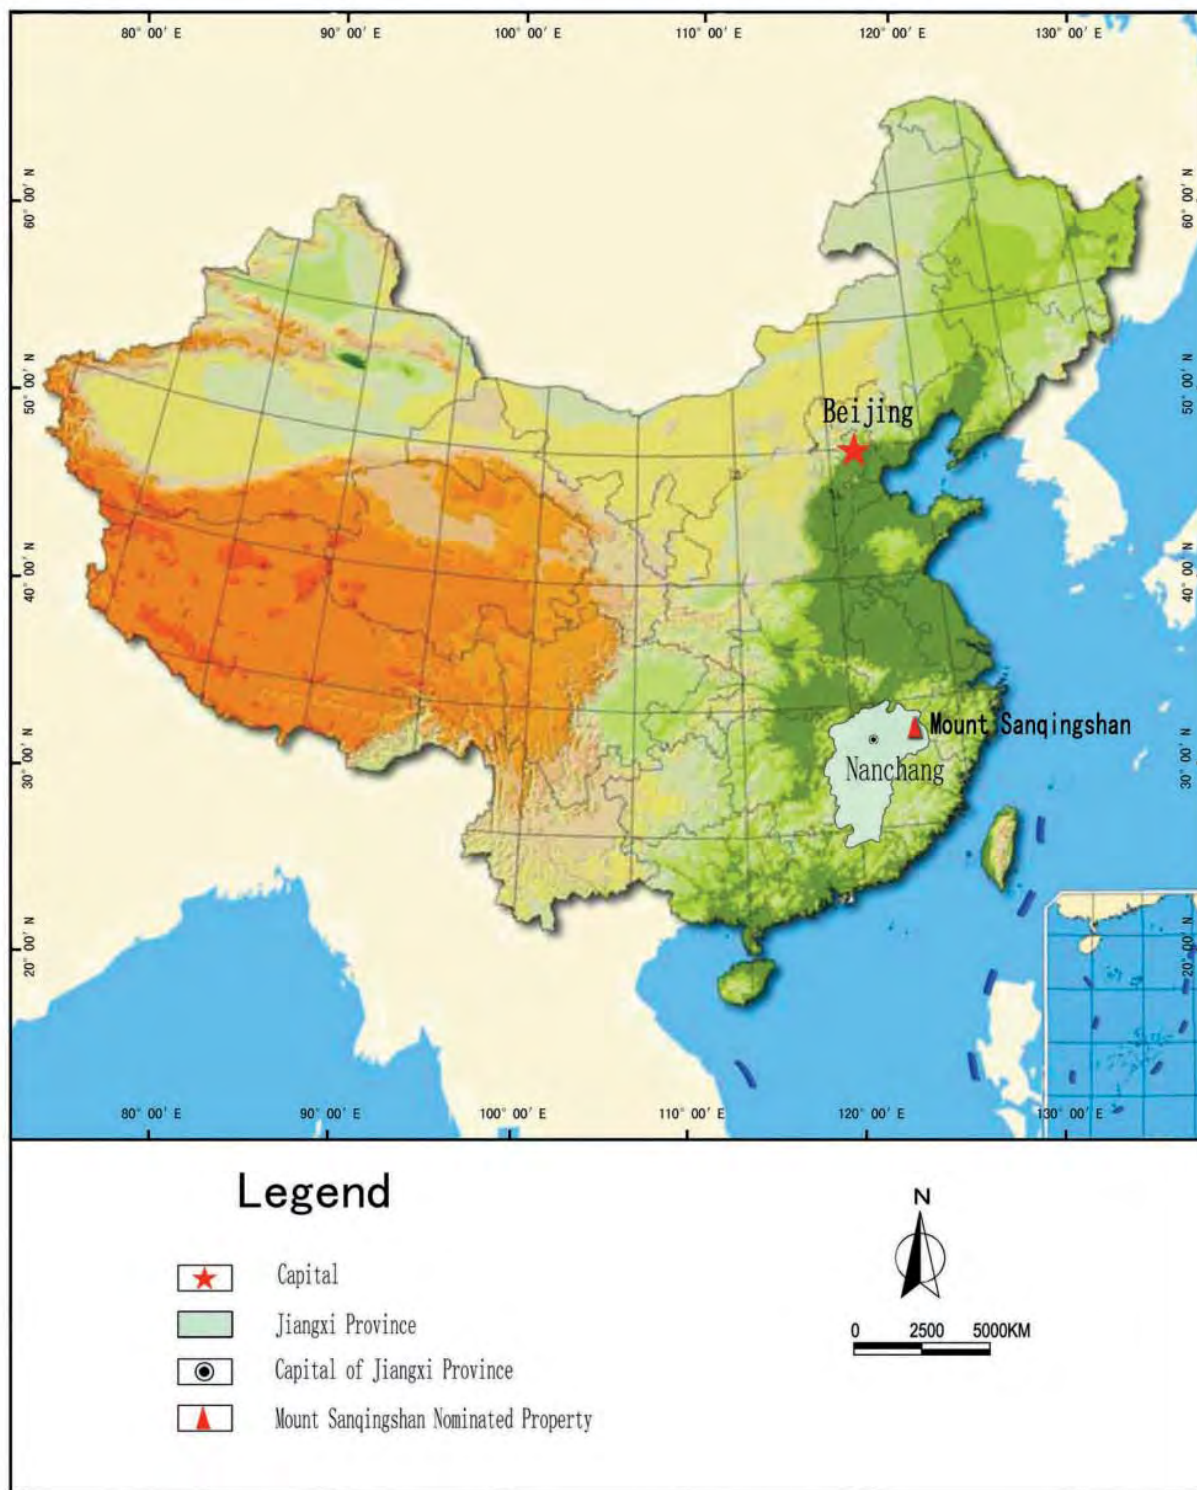 80° 00′ E
90° 00′ E
100° 00′ E
110° 00′ E
120° 00′ E
130° 00′ E
60° 00′ N
60° 00′ N
50° 00′ N
50° 00′ N
Beijing
40° 00′ N
40° 00′ N
Mount Sanqingshan
Nanchang
30° 00′ N
30° 00′ N
20° 00′ N
20° 00′ N
80° 00′ E
90° 00′ E
100° 00′ E
110° 00′ E
120° 00′ E
130° 00′ E
Legend
N
Capital
Jiangxi Province
0 2500 5000KM
Capital of Jiangxi Province
Mount Sanqingshan Nominated Property